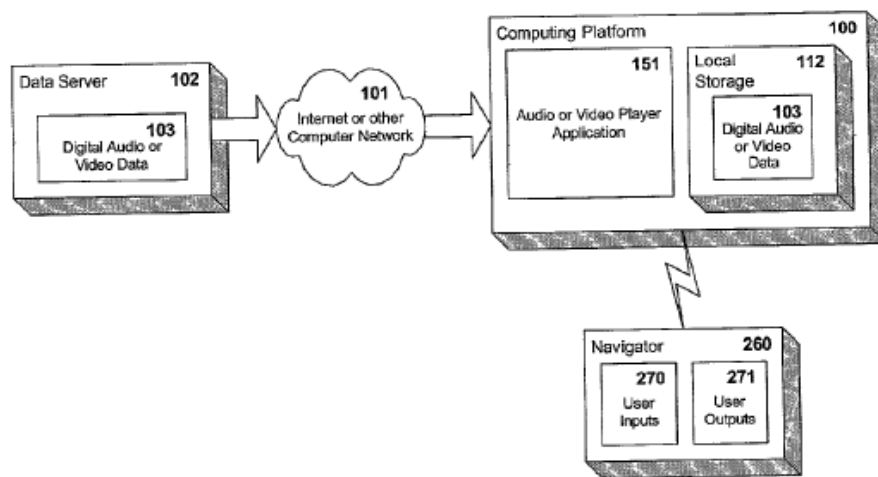 Data Server 102
103
Digital Audio or
Video Data
101
Internet or other
Computer Network
Computing Platform 100
151
Audio or Video Player
Application
Local 112
Storage
103
Digital Audio
or Video
Data
Navigator 260
270
User
Inputs
271
User
Outputs